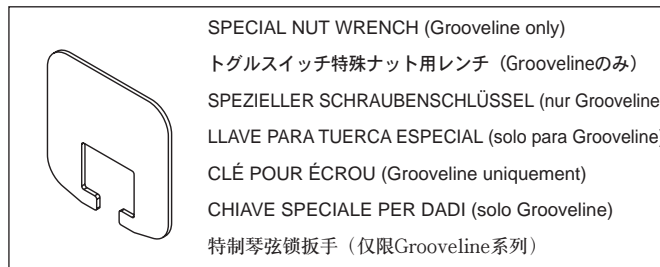 SPECIAL NUT WRENCH (Grooveline only)
トグルスイッチ特殊ナット用レンチ（Groovelineのみ）
SPEZIELLER SCHRAUBENSCHLÜSSEL (nur Grooveline
LLAVE PARA TUERCA ESPECIAL (solo para Grooveline)
CLÉ POUR ÉCROU (Grooveline uniquement)
CHIAVE SPECIALE PER DADI (solo Grooveline)
特制琴弦锁扳手（仅限Grooveline系列）